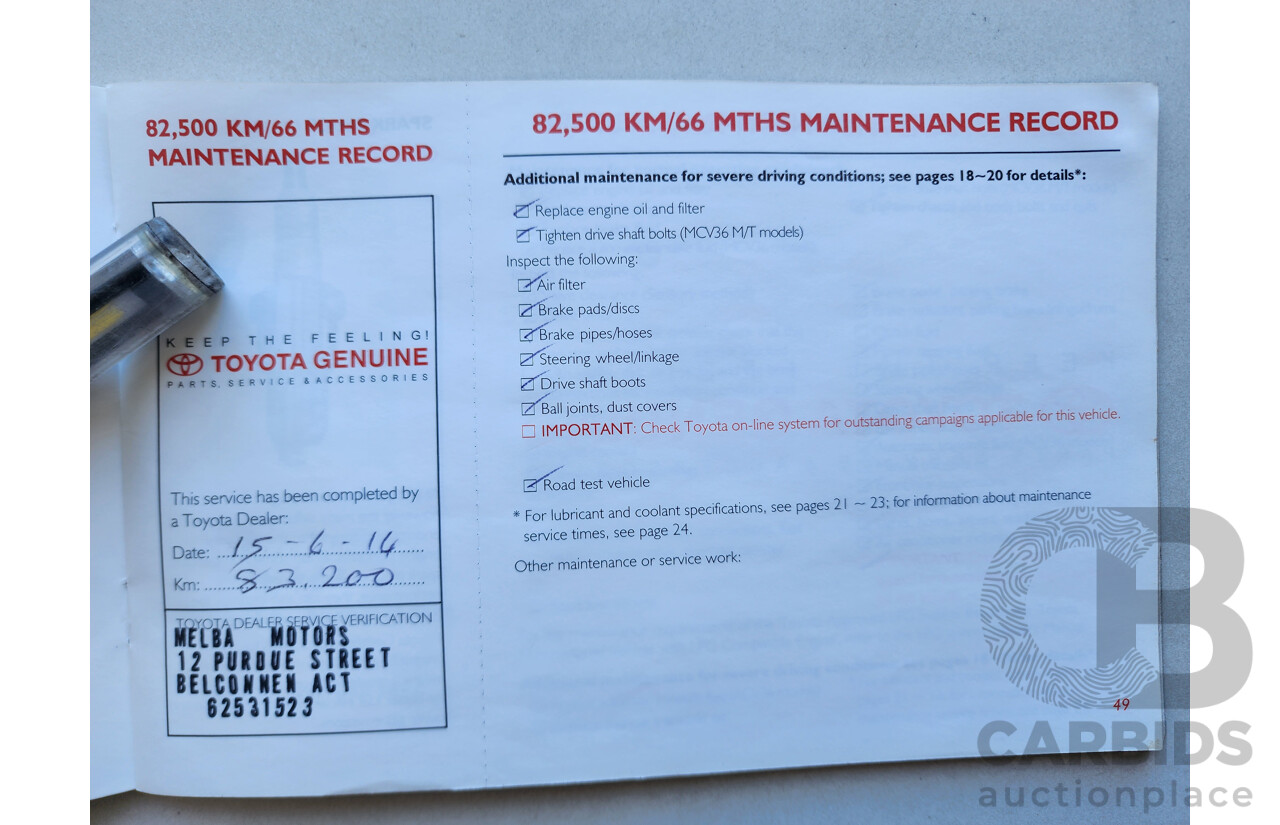 82,500 KM/66 MTHS
MAINTENANCE RECORD
KEEP THE FEELING!
TOYOTA GENUINE
PARTS, SERVICE & ACCESSORIES
This service has been completed by
a Toyota Dealer:
Date: 15-6-14
Km: 83,200
TOYOTA DEALER SERVICE VERIFICATION
MELBA MOTORS
12 PURDUE STREET
BELCONNEN ACT
62531523
82,500 KM/66 MTHS MAINTENANCE RECORD
Additional maintenance for severe driving conditions; see pages 18~20 for details*:
Replace engine oil and filter
Tighten drive shaft bolts (MCV36 M/T models)
Inspect the following:
Air filter
Brake pads/discs
Brake pipes/hoses
Steering wheel/linkage
Drive shaft boots
Ball joints, dust covers
IMPORTANT: Check Toyota on-line system for outstanding campaigns applicable for this vehicle.
Road test vehicle
* For lubricant and coolant specifications, see pages 21 ~ 23; for information about maintenance
service times, see page 24.
Other maintenance or service work:
49
CB
CARBIDS
auctionplace